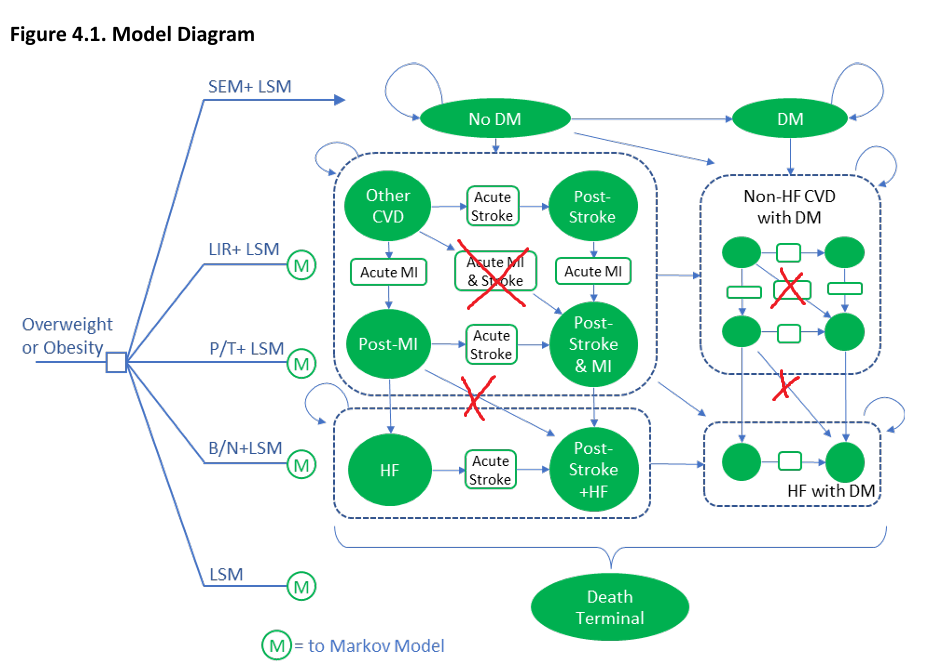 Figure 4.1. Model Diagram
SEM+ LSM
LIR+ LSM
M
Overweight
or Obesity
P/T+ LSM
M
B/N+LSM
M
LSM
M
M = to Markov Model
No DM
DM
Other
CVD
Acute
Stroke
Post-
Stroke
Acute MI
Acute MI
& Stroke
Acute MI
Post-MI
Acute
Stroke
Post-
Stroke
& MI
HF
Acute
Stroke
Post-
Stroke
+HF
Non-HF CVD
with DM
HF with DM
Death
Terminal